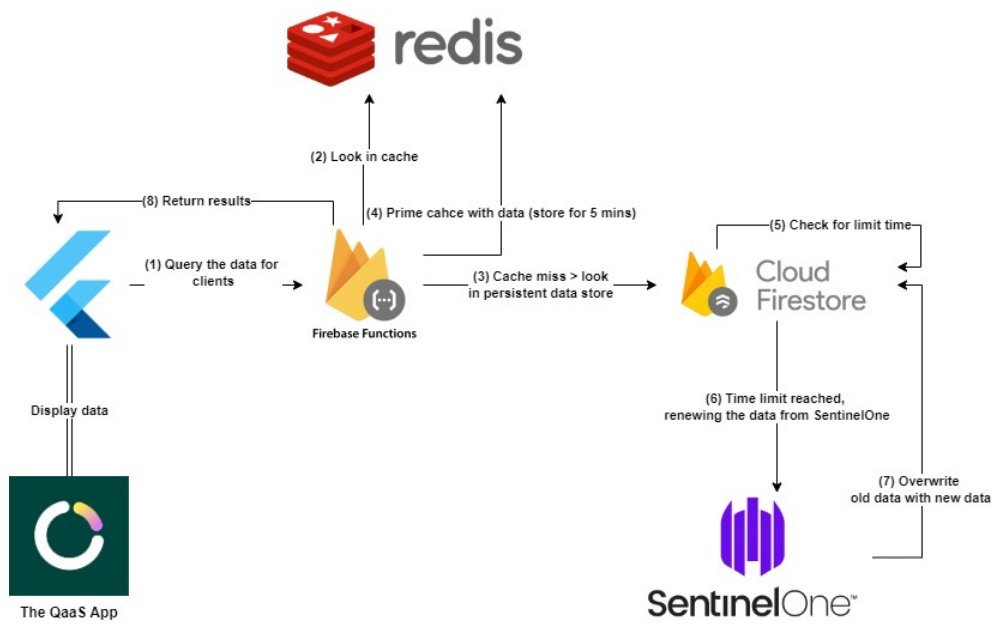 redis
(2) Look in cache
(8) Return results
(4) Prime cahce with data (store for 5 mins)
(5) Check for limit time
(1) Query the data for
clients
(3) Cache miss > look
in persistent data store
Cloud
Firestore
Firebase Functions
Display data
(6) Time limit reached,
renewing the data from SentinelOne
(7) Overwrite
old data with new data
The QaaS App
SentinelOne™